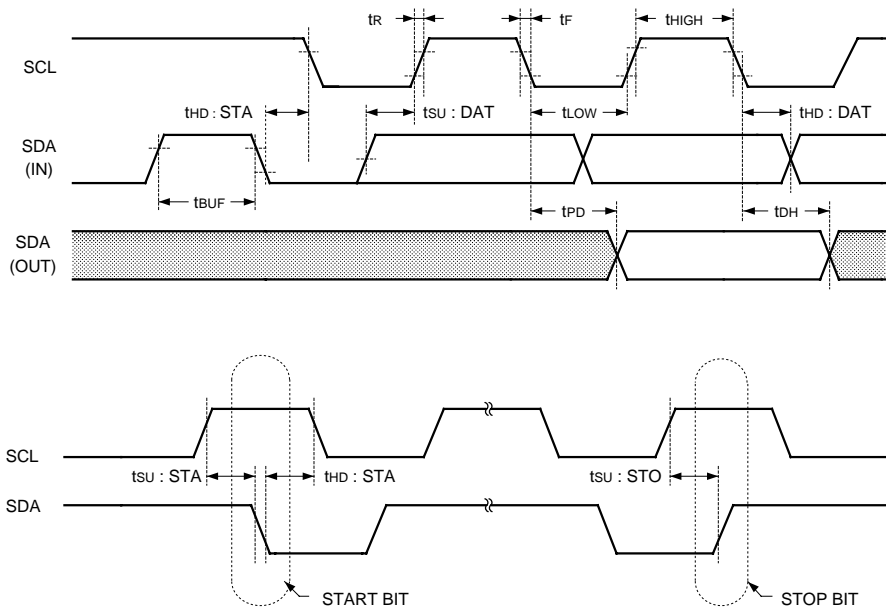 tR
tF
tHIGH
SCL
tHD : STA
tSU : DAT
tLOW
tHD : DAT
SDA
(IN)
tBUF
tPD
tDH
SDA
(OUT)
SCL
tSU : STA
tHD : STA
tSU : STO
SDA
START BIT
STOP BIT